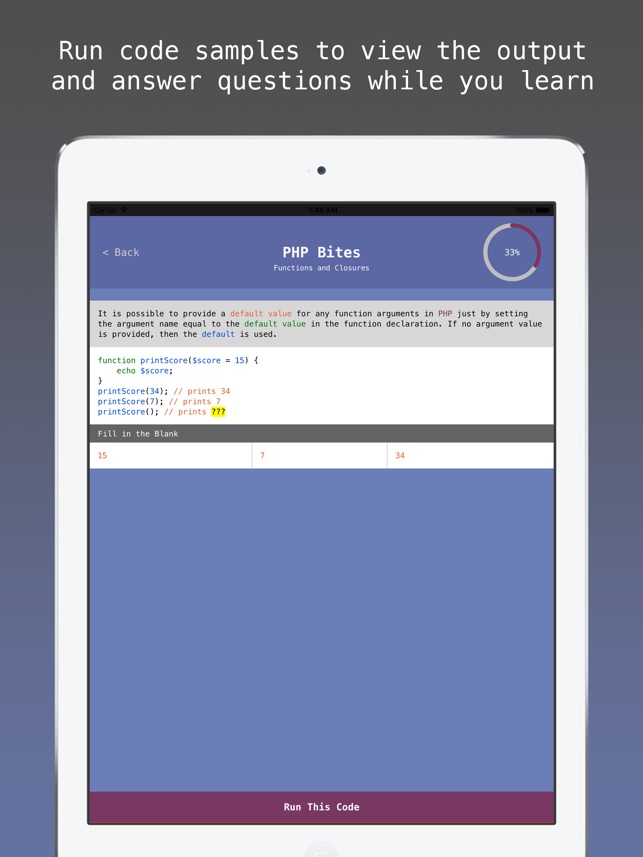 Run code samples to view the output
and answer questions while you learn
1:46 AM
100%
< Back
PHP Bites
Functions and Closures
33%
It is possible to provide a default value for any function arguments in PHP just by setting
the argument name equal to the default value in the function declaration. If no argument value
is provided, then the default is used.
function printScore($score = 15) {
    echo $score;
}
printScore(34); // prints 34
printScore(7); // prints 7
printScore(); // prints ???
Fill in the Blank
15 7 34
Run This Code